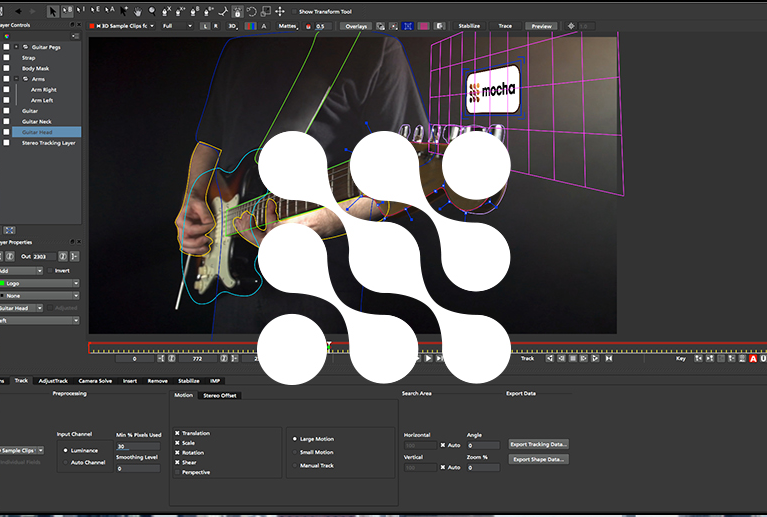 Show Transform Tool
3D Sample Clips fo
Full
L
R
3D
Mattes
0.5
Overlays
Stabilize
Trace
Preview
ayer Controls
Guitar Pegs
Strap
Body Mask
Arms
Arm Right
Arm Left
Guitar
Guitar Neck
Guitar Head
Stereo Tracking Layer
mocha
ayer Properties
Out 2303
Add
Invert
Logo
None
Guitar Head
Adjusted
eft
0
772
Track
Key
A
Track
AdjustTrack
Camera Solve
Insert
Remove
Stabilize
IMP
Preprocessing
Motion
Stereo Offset
Search Area
Export Data
Input Channel
Luminance
Auto Channel
Min % Pixels Used
30
Smoothing Level
0
Sample Clips
Individual Fields
Translation
Scale
Rotation
Shear
Perspective
Large Motion
Small Motion
Manual Track
Horizontal
Auto
Angle
0
Vertical
Auto
Zoom %
0
Export Tracking Data...
Export Shape Data...